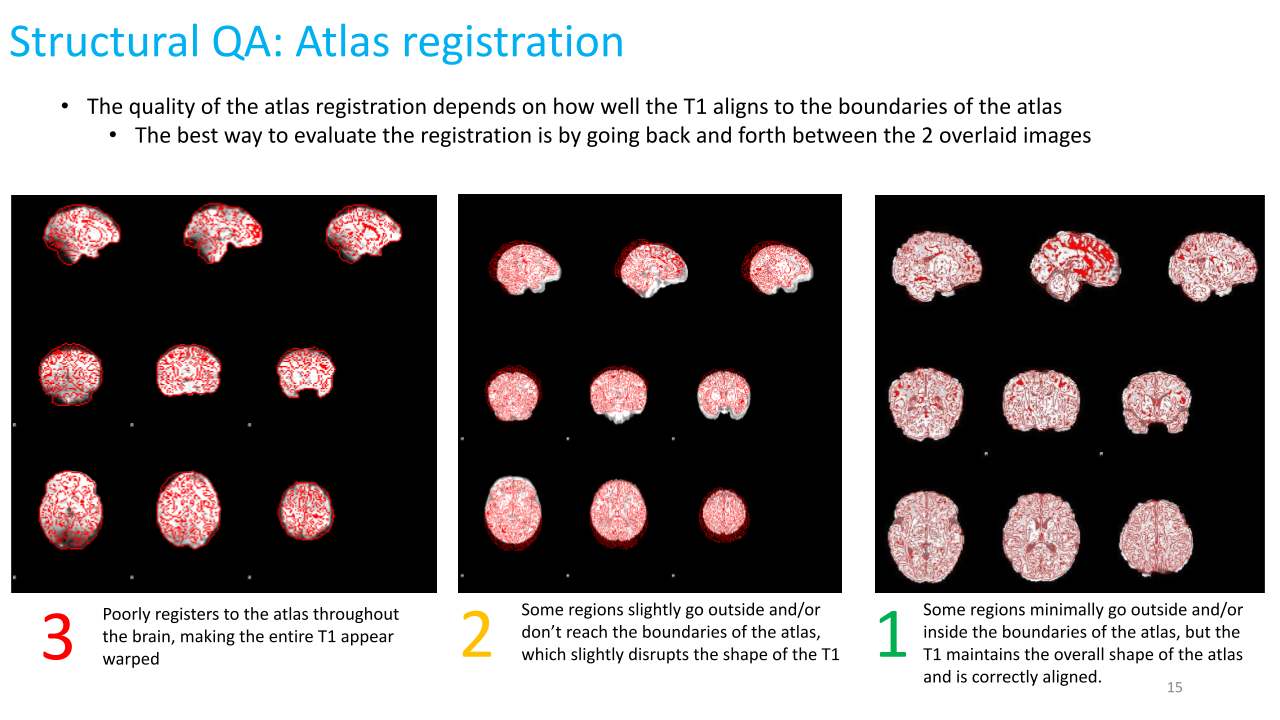 Structural QA: Atlas registration
• The quality of the atlas registration depends on how well the T1 aligns to the boundaries of the atlas
• The best way to evaluate the registration is by going back and forth between the 2 overlaid images
3
Poorly registers to the atlas throughout
the brain, making the entire T1 appear
warped
2
Some regions slightly go outside and/or
don’t reach the boundaries of the atlas,
which slightly disrupts the shape of the T1
1
Some regions minimally go outside and/or
inside the boundaries of the atlas, but the
T1 maintains the overall shape of the atlas
and is correctly aligned.
15